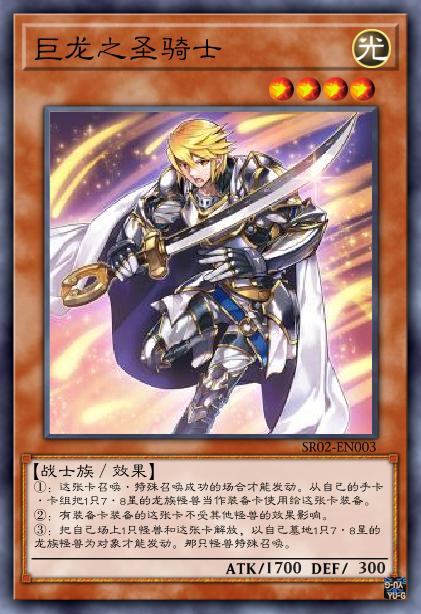 巨龙之圣骑士
光
SR02-EN003
【战士族／效果】
①：这张卡召唤·特殊召唤成功的场合才能发动。从自己的手卡
·卡组把1只7·8星的龙族怪兽当作装备卡使用给这张卡装备。
②：有装备卡装备的这张卡不受其他怪兽的效果影响。
③：把自己场上1只怪兽和这张卡解放，以自己墓地1只7·8星的
龙族怪兽为对象才能发动。那只怪兽特殊召唤。
ATK/1700 DEF/ 300